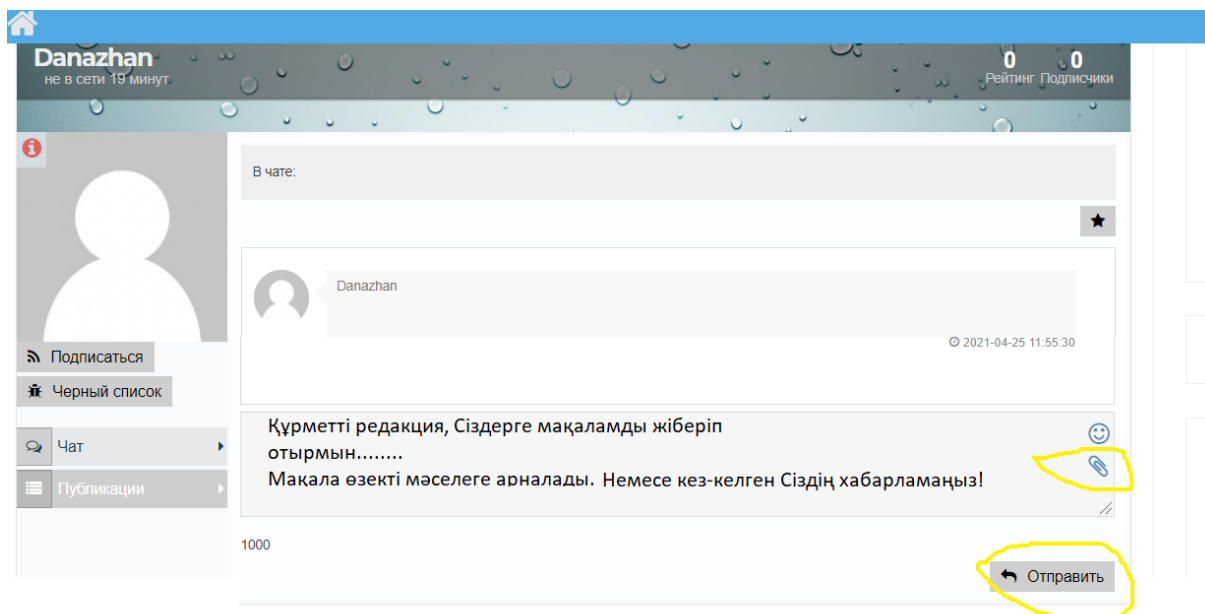 Danazhan
не в сети 19 минут
0 0
Рейтинг Подписчики
В чате:
Danazhan
2021-04-25 11:55:30
Подписаться
Черный список
Чат
Публикации
Құрметті редакция, Сіздерге мақаламды жіберіп
отырмын........
Мақала өзекті мәселеге арналады. Немесе кез-келген Сіздің хабарламаңыз!
1000
Отправить